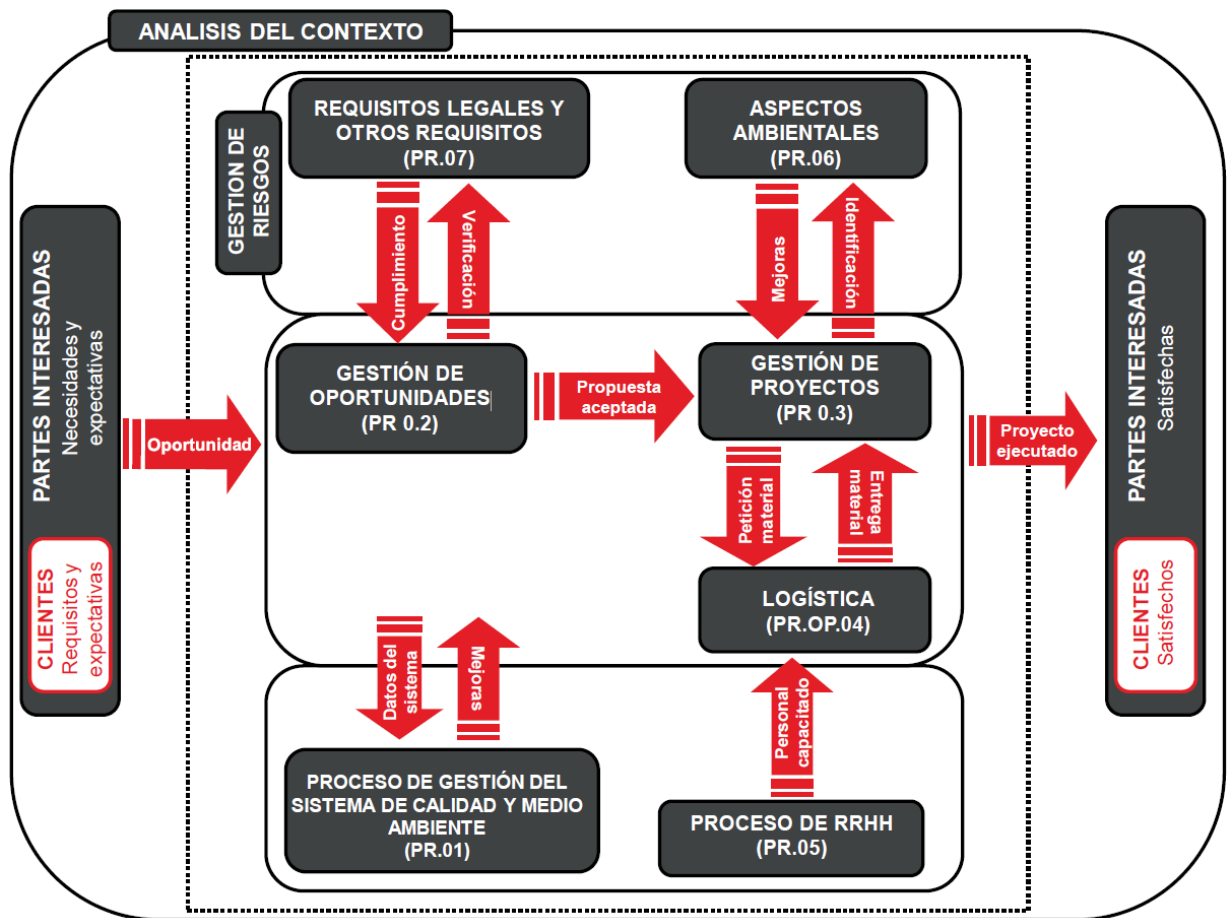 ANALISIS DEL CONTEXTO
GESTION DE
RIESGOS
REQUISITOS LEGALES Y
OTROS REQUISITOS
(PR.07)
ASPECTOS
AMBIENTALES
(PR.06)
Cumplimiento
Verificación
Mejoras
Identificación
PARTES INTERESADAS
Necesidades y
expectativas
CLIENTES
Requisitos y
expectativas
Oportunidad
GESTIÓN DE
OPORTUNIDADES
(PR 0.2)
Propuesta
aceptada
GESTIÓN DE
PROYECTOS
(PR 0.3)
Proyecto
ejecutado
PARTES INTERESADAS
Satisfechas
CLIENTES
Satisfechos
Petición
material
Entrega
material
LOGÍSTICA
(PR.OP.04)
Datos del
sistema
Mejoras
Personal
capacitado
PROCESO DE GESTIÓN DEL
SISTEMA DE CALIDAD Y MEDIO
AMBIENTE
(PR.01)
PROCESO DE RRHH
(PR.05)